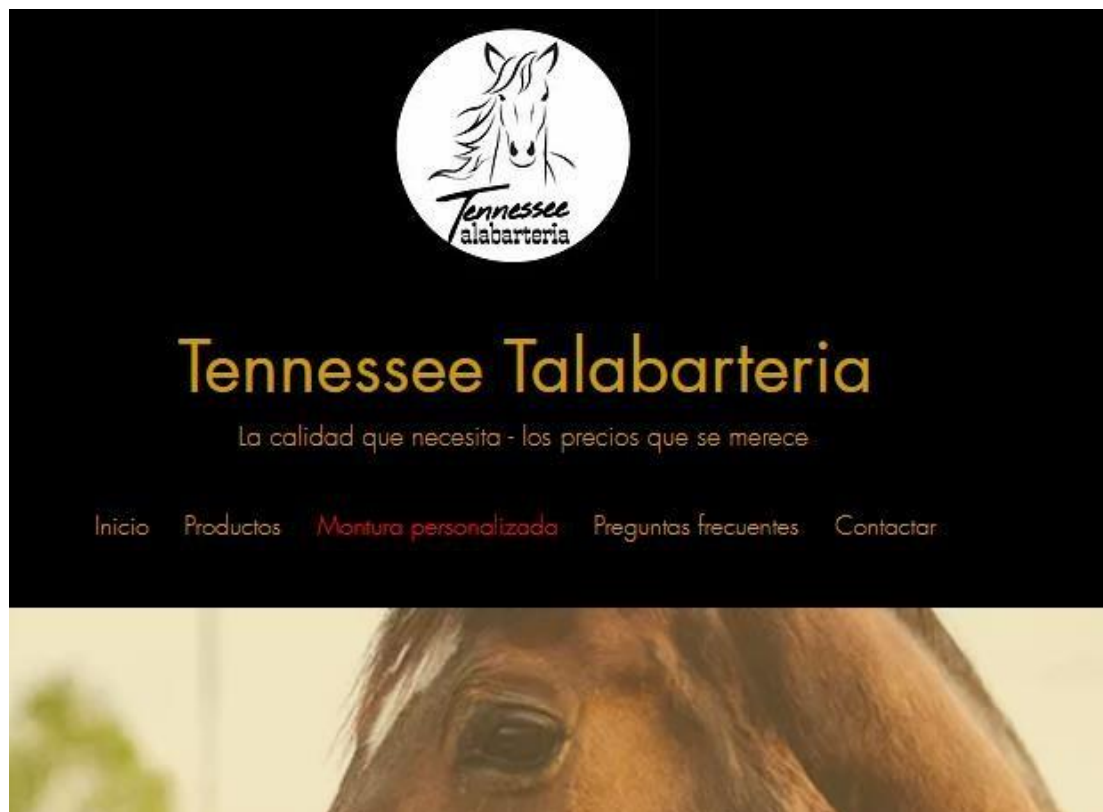 Tennessee
Talabarteria
Tennessee Talabarteria
La calidad que necesita - los precios que se merece
Inicio Productos Montura personalizada Preguntas frecuentes Contactar